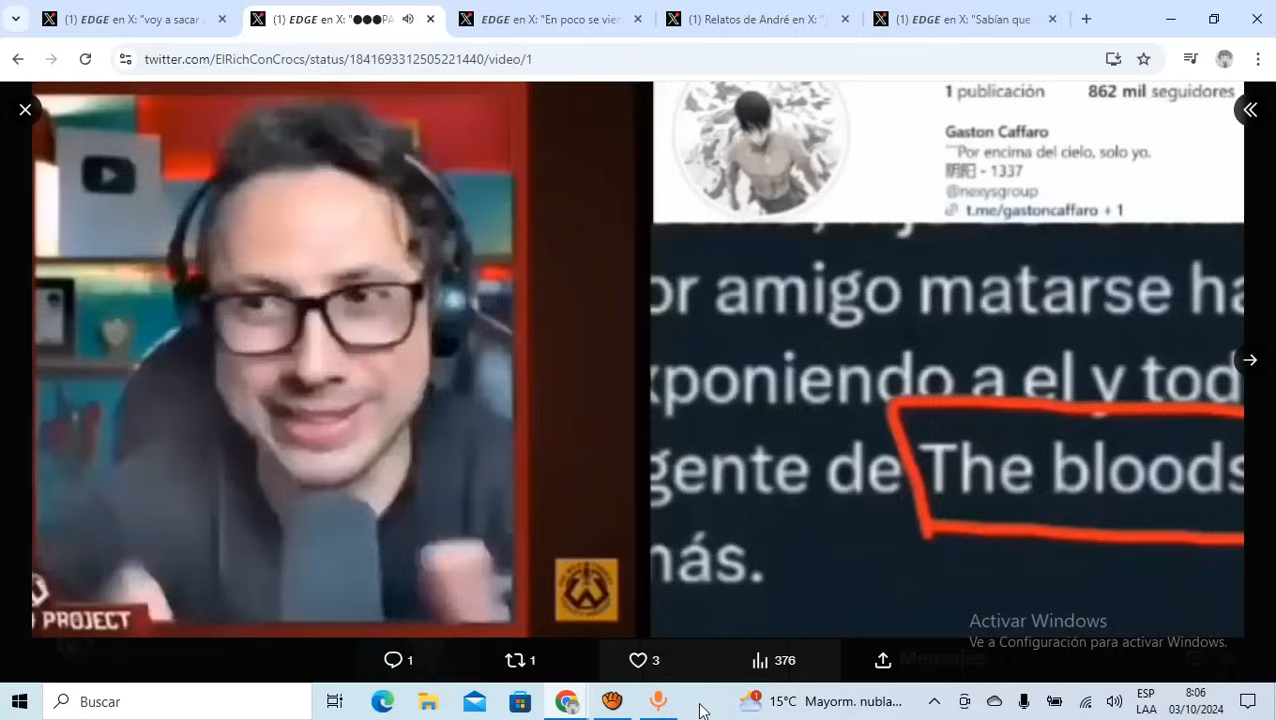 (1) EDGE en X: "voy a sacar
(1) EDGE en X: "●●●PA
(1) EDGE en X: "En poco se vien
(1) Relatos de André en X: "
(1) EDGE en X: "Sabían que
twitter.com/ElRichConCrocs/status/1841693312505221440/video/1
1 publicación 862 mil seguidores
Gaston Caffaro
Por encima del cielo, solo yo.
- 1337
@nexysgroup
t.me/gastoncaffaro + 1
or amigo matarse ha
xponiendo a el y tod
gente de The bloods
más.
PROJECT
Activar Windows
Ve a Configuración para activar Windows.
1 1 3 376
Mensajes
Buscar
1
15°C Mayorm. nubla...
ESP
LAA
8:06
03/10/2024